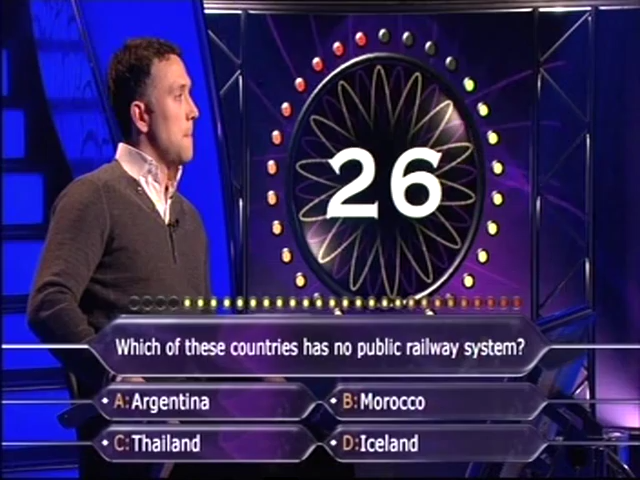 26
Which of these countries has no public railway system?
A: Argentina
B: Morocco
C: Thailand
D: Iceland